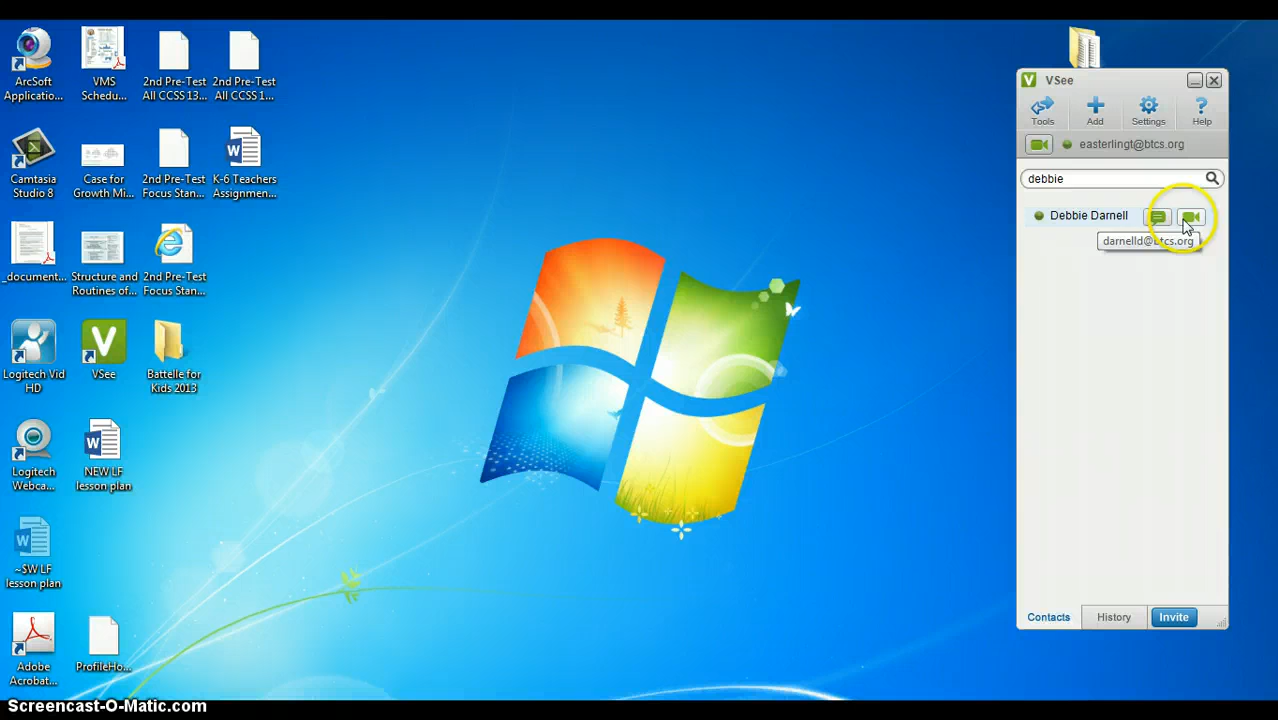 ArcSoft
Applicatio...
VMS
Schedu...
2nd Pre-Test
All CCSS 13...
2nd Pre-Test
All CCSS 1...
Camtasia
Studio 8
Case for
Growth Mi...
2nd Pre-Test
Focus Stan...
K-6 Teachers
Assignmen...
_document...
Structure and
Routines of...
2nd Pre-Test
Focus Stan...
Logitech Vid
HD
VSee
Battelle for
Kids 2013
Logitech
Webca...
NEW LF
lesson plan
~$W LF
lesson plan
Adobe
Acrobat...
ProfileHo...
VSee
Tools Add Settings Help
easterlingt@btcs.org
debbie
Debbie Darnell
darnelld@btcs.org
Contacts History Invite
Screencast-O-Matic.com